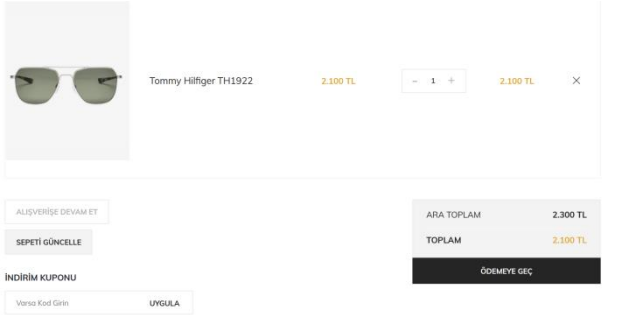 Tommy Hilfiger TH1922 2.100 TL - 1 + 2.100 TL ×
ALIŞVERİŞE DEVAM ET
SEPETİ GÜNCELLE
ARA TOPLAM 2.300 TL
TOPLAM 2.100 TL
ÖDEMEYE GEÇ
İNDİRİM KUPONU
Varsa Kod Girin UYGULA